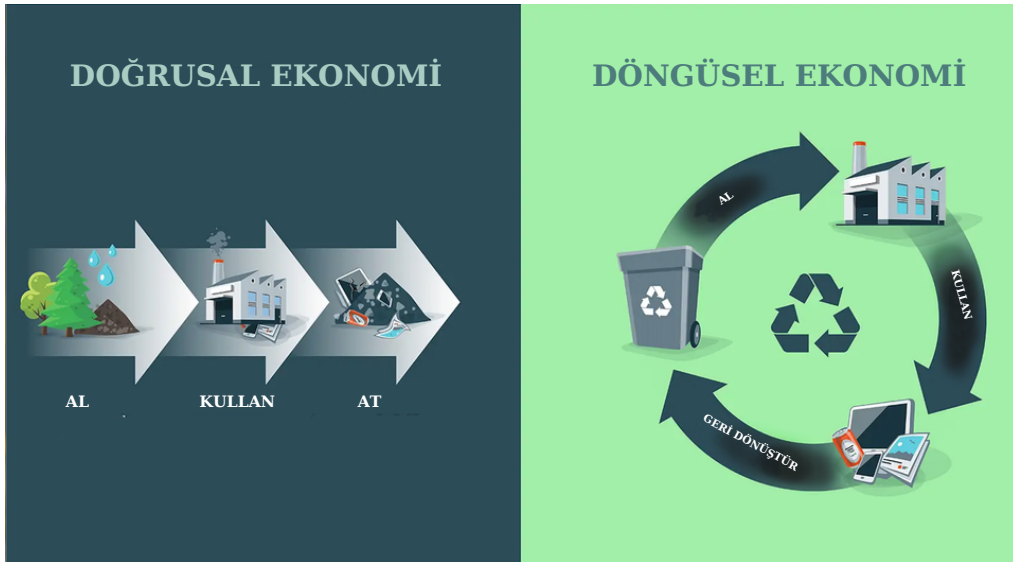 DOĞRUSAL EKONOMİ
AL
KULLAN
AT
DÖNGÜSEL EKONOMİ
AL
KULLAN
GERİ DÖNÜŞTÜR